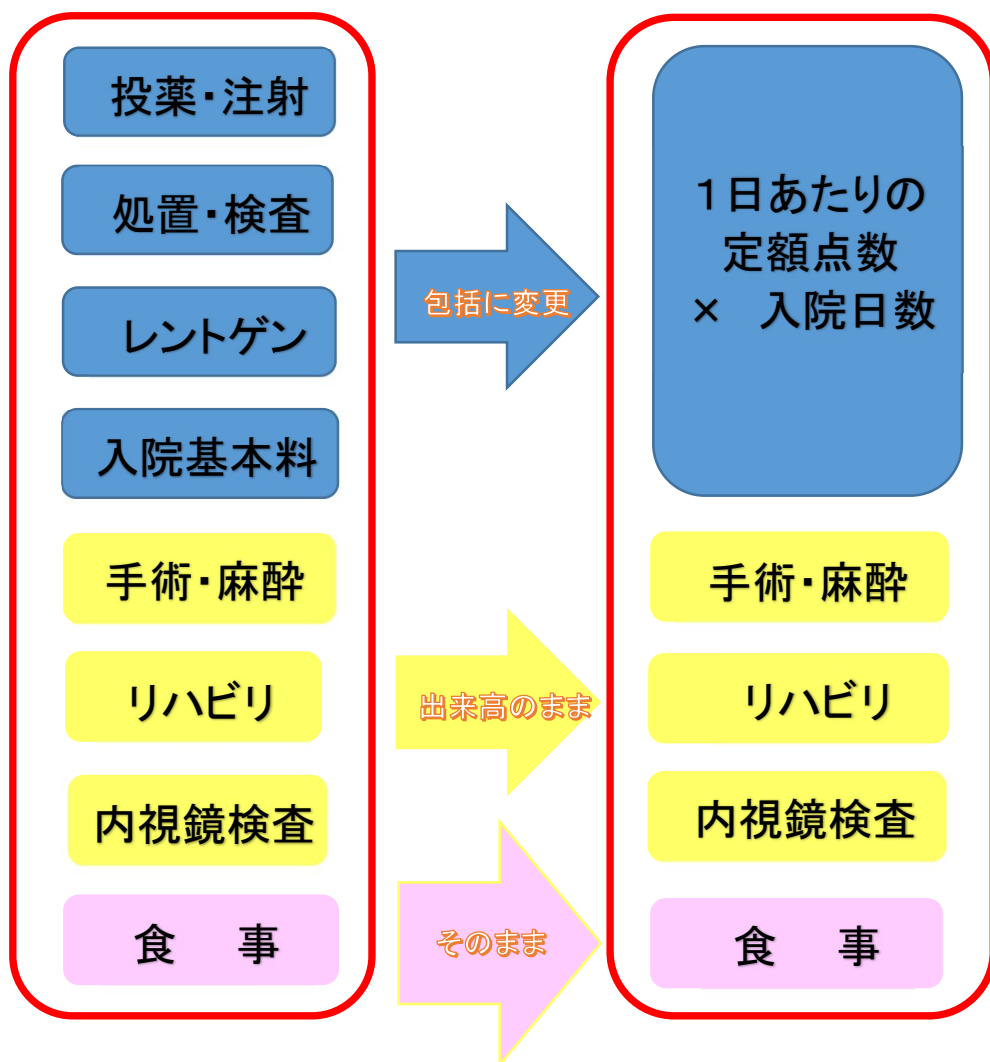 投薬・注射
処置・検査
レントゲン
入院基本料
手術・麻酔
リハビリ
内視鏡検査
食　事
包括に変更
出来高のまま
そのまま
１日あたりの
定額点数
×　入院日数
手術・麻酔
リハビリ
内視鏡検査
食　事